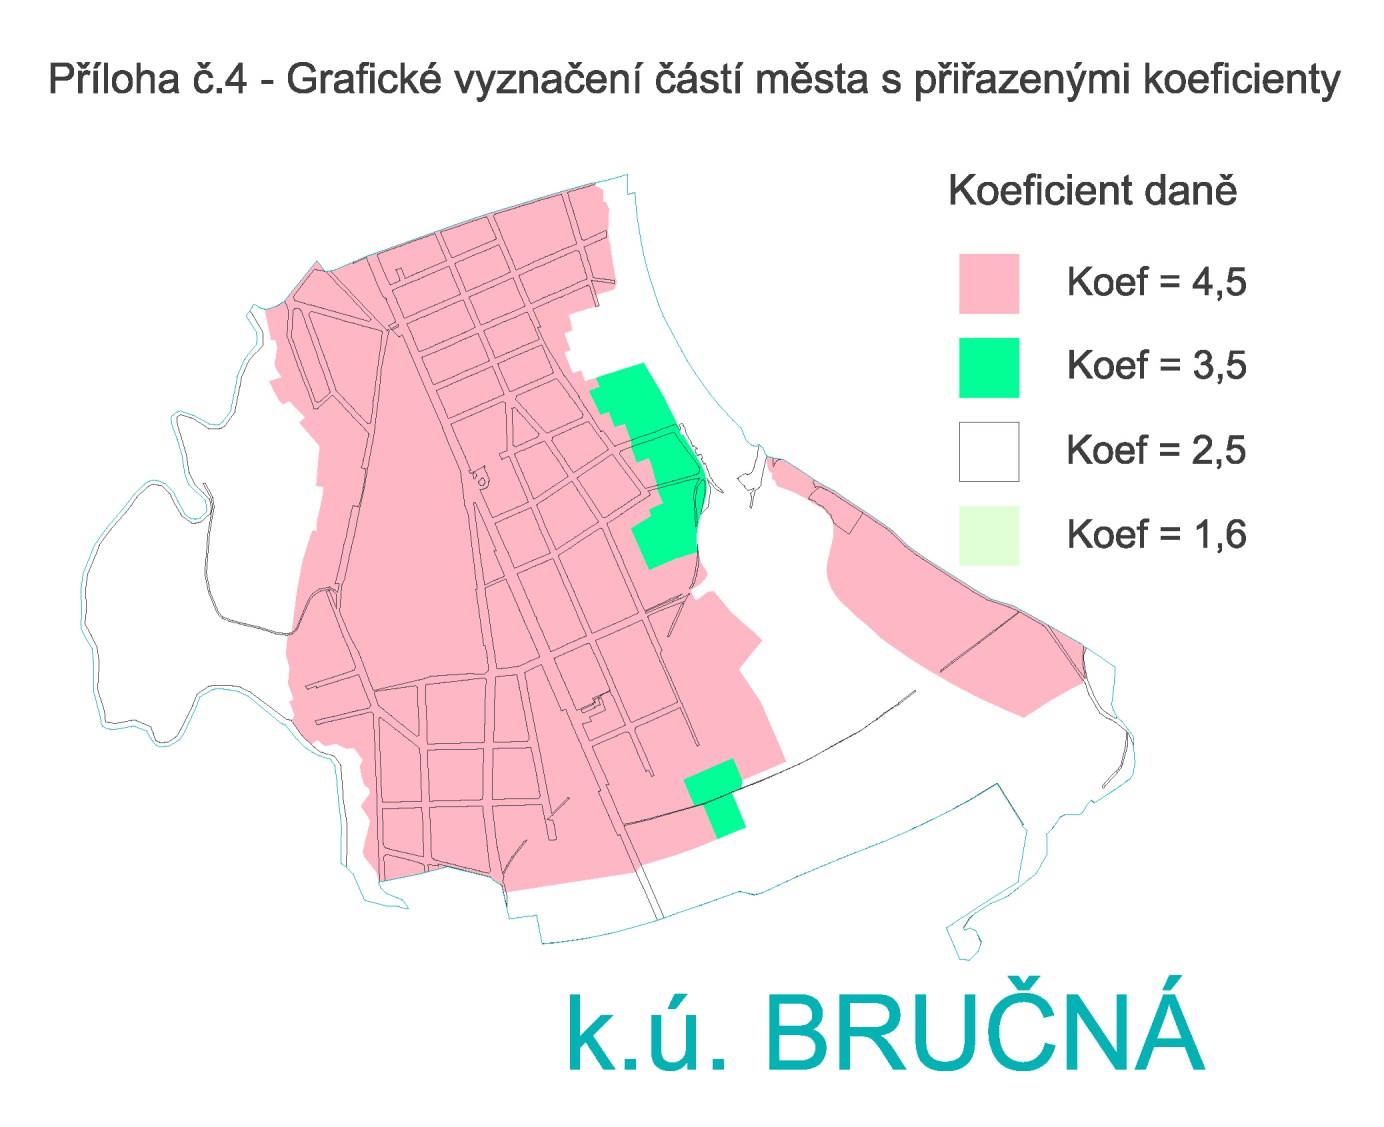 Příloha č.4 - Grafické vyznačení částí města s přiřazenými koeficienty
Koeficient daně
Koef = 4,5
Koef = 3,5
Koef = 2,5
Koef = 1,6
k.ú. BRUČNÁ